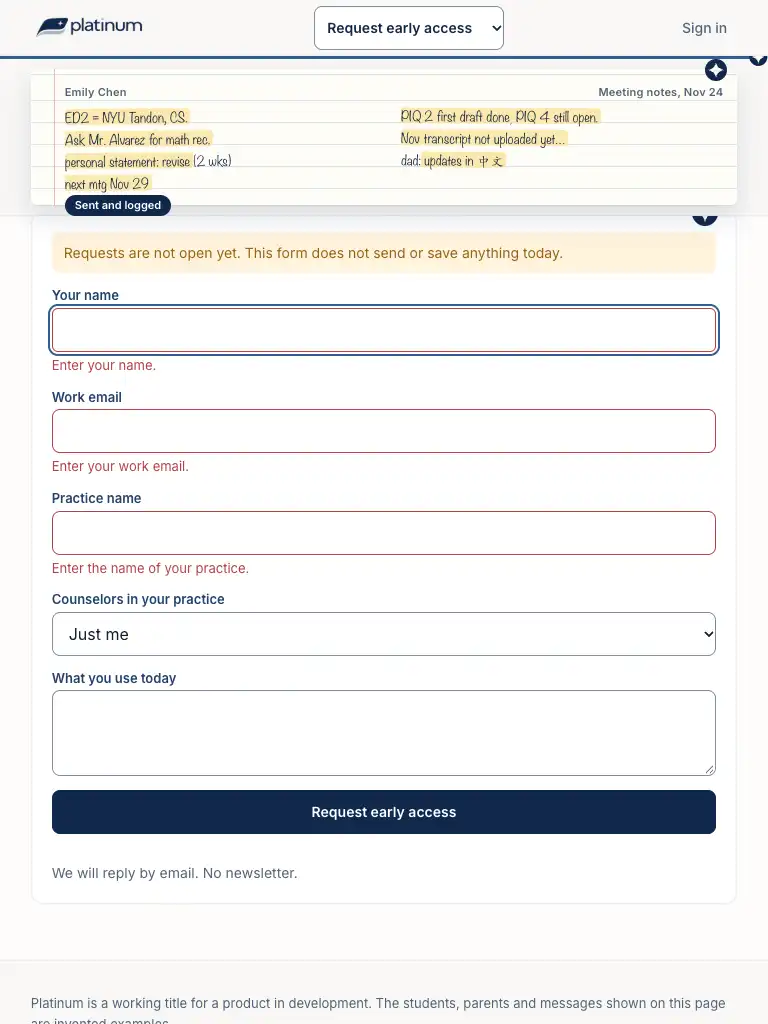 platinum
Request early access
Sign in
Emily Chen
Meeting notes, Nov 24
ED2 = NYU Tandon, CS.
Ask Mr. Alvarez for math rec.
personal statement: revise (2 wks)
next mtg Nov 29
PIQ 2 first draft done, PIQ 4 still open.
Nov transcript not uploaded yet...
dad: updates in 中文
Sent and logged
Requests are not open yet. This form does not send or save anything today.
Your name
Enter your name.
Work email
Enter your work email.
Practice name
Enter the name of your practice.
Counselors in your practice
Just me
What you use today
Request early access
We will reply by email. No newsletter.
Platinum is a working title for a product in development. The students, parents and messages shown on this page
are invented examples.